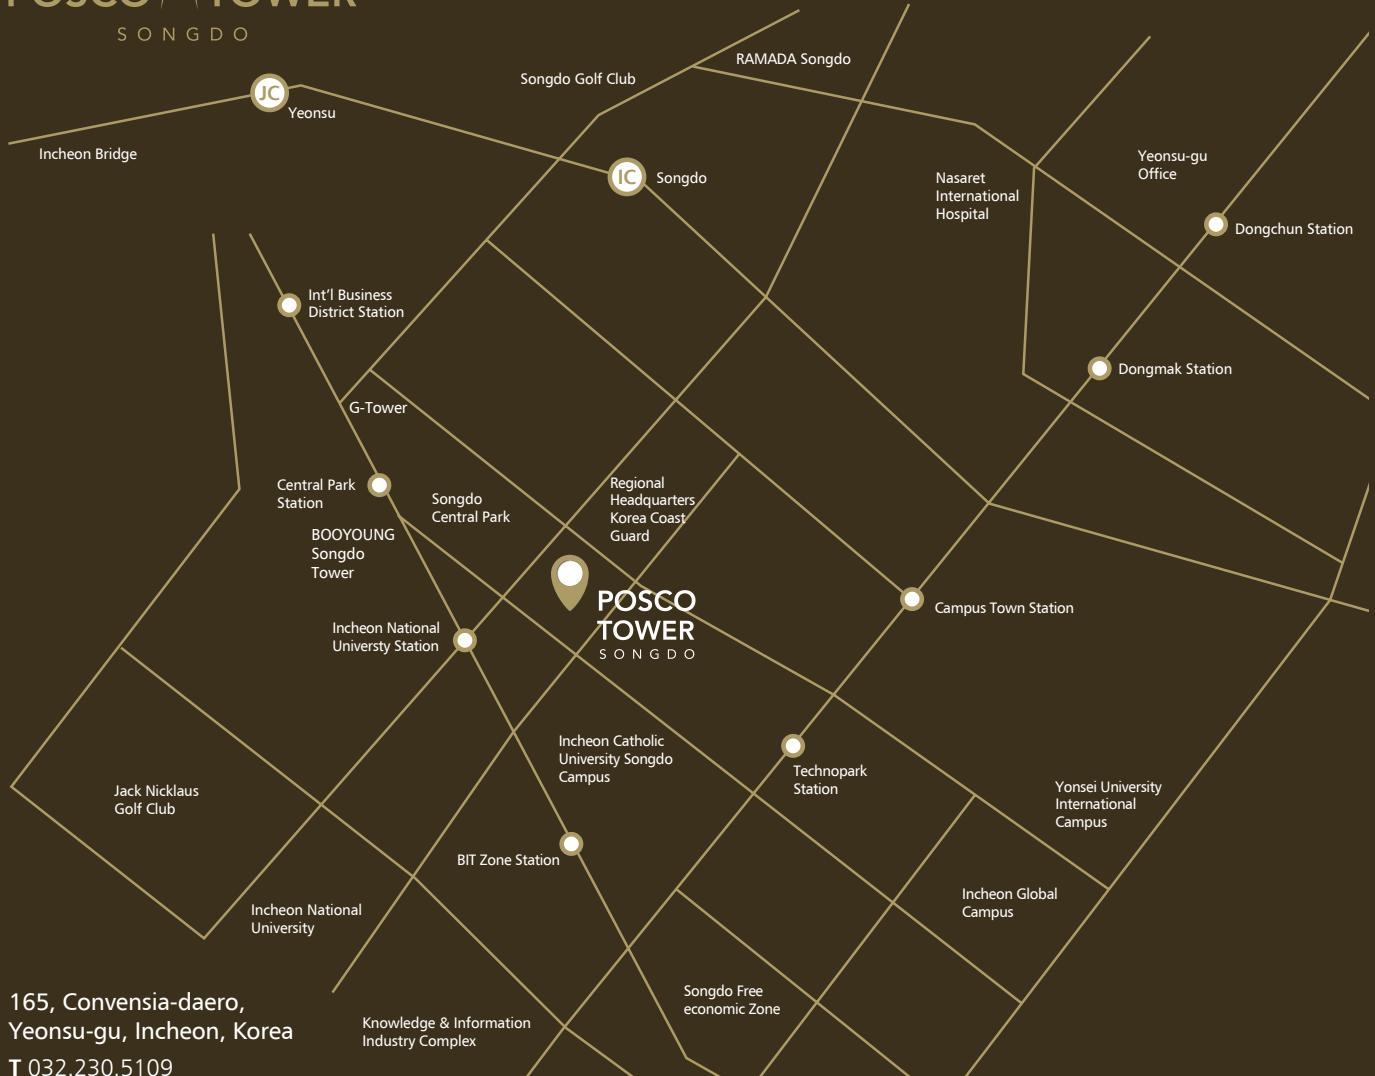 POSCO TOWER
SONGDO
JC
Yeonsu
Incheon Bridge
Songdo Golf Club
RAMADA Songdo
IC
Songdo
Nasaret
International
Hospital
Yeonsu-gu
Office
Dongchun Station
Int'l Business
District Station
Dongmak Station
G-Tower
Central Park
Station
Songdo
Central Park
Regional
Headquarters
Korea Coast
Guard
BOOYOUNG
Songdo
Tower
POSCO
TOWER
SONGDO
Incheon National
Universty Station
Campus Town Station
Incheon Catholic
University Songdo
Campus
Technopark
Station
Jack Nicklaus
Golf Club
Yonsei University
International
Campus
BIT Zone Station
Incheon Global
Campus
Incheon National
University
Songdo Free
economic Zone
Knowledge & Information
Industry Complex
165, Convensia-daero,
Yeonsu-gu, Incheon, Korea
T 032.230.5109